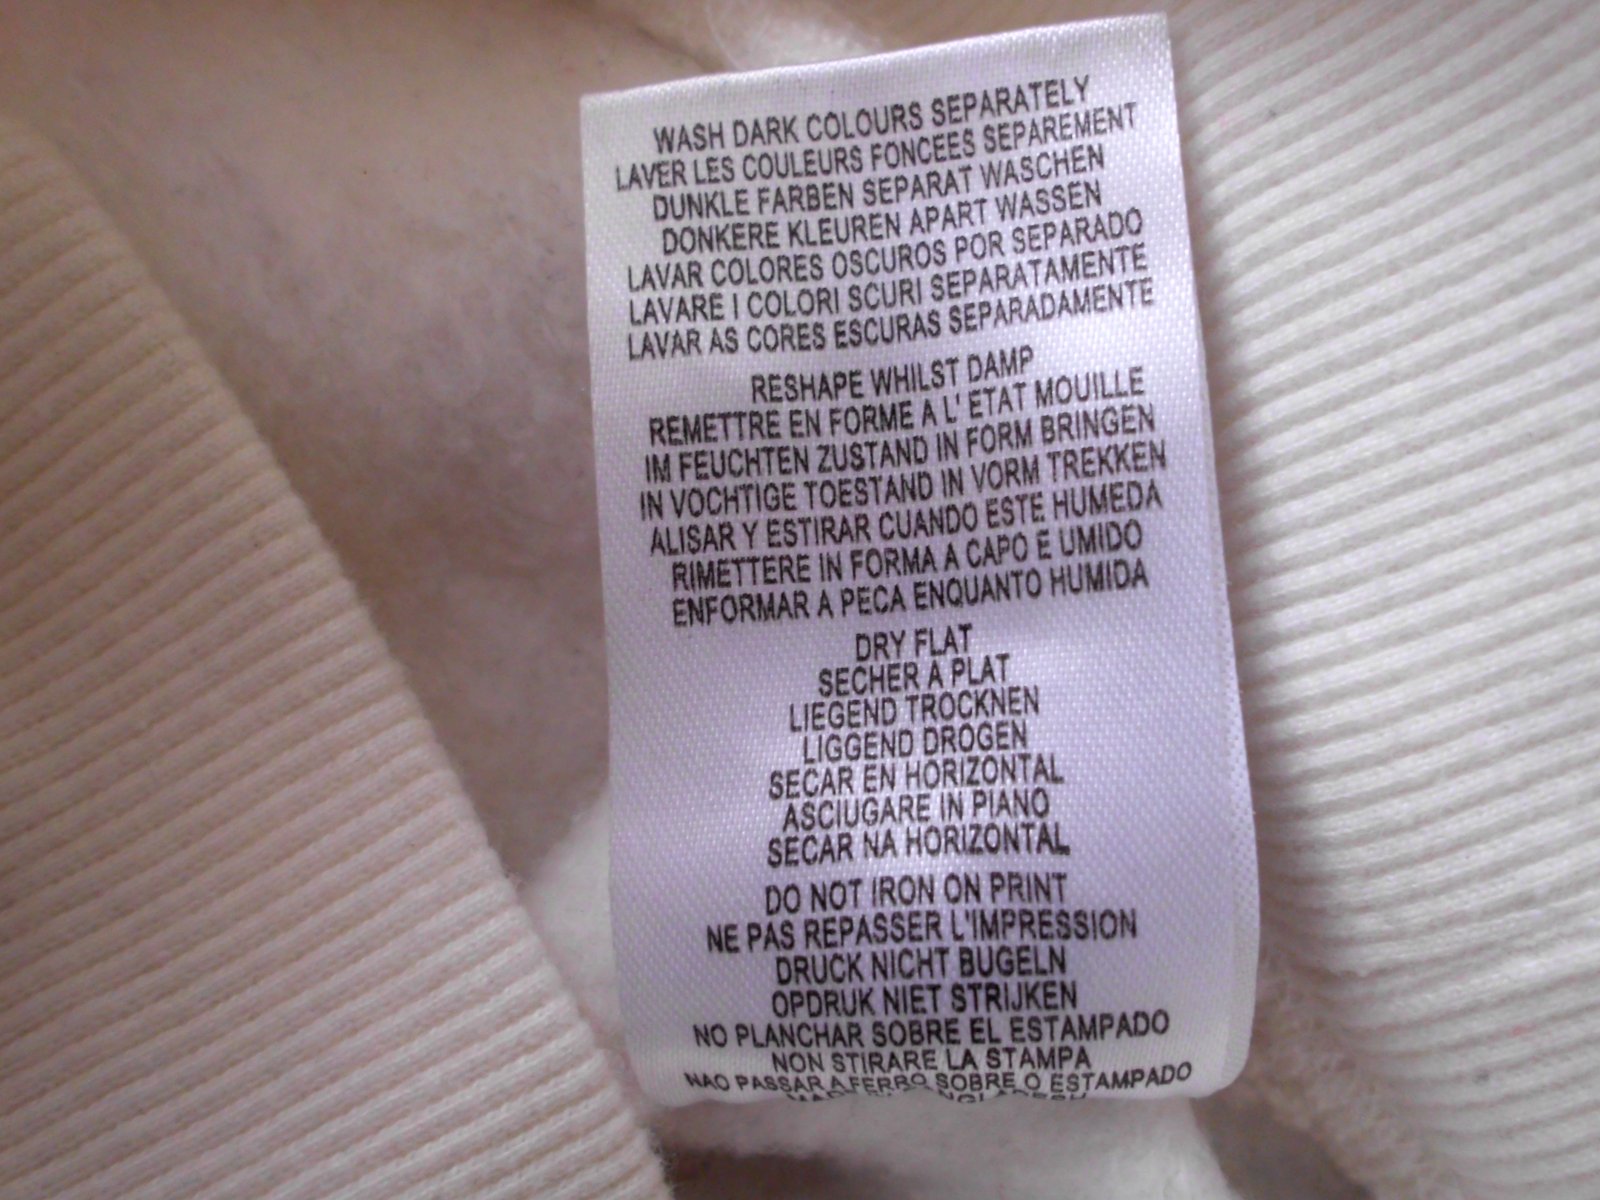 WASH DARK COLOURS SEPARATELY
LAVER LES COULEURS FONCEES SEPAREMENT
DUNKLE FARBEN SEPARAT WASCHEN
DONKERE KLEUREN APART WASSEN
LAVAR COLORES OSCUROS POR SEPARADO
LAVARE I COLORI SCURI SEPARATAMENTE
LAVAR AS CORES ESCURAS SEPARADAMENTE
RESHAPE WHILST DAMP
REMETTRE EN FORME A L' ETAT MOUILLE
IM FEUCHTEN ZUSTAND IN FORM BRINGEN
IN VOCHTIGE TOESTAND IN VORM TREKKEN
ALISAR Y ESTIRAR CUANDO ESTE HUMEDA
RIMETTERE IN FORMA A CAPO E UMIDO
ENFORMAR A PECA ENQUANTO HUMIDA
DRY FLAT
SECHER A PLAT
LIEGEND TROCKNEN
LIGGEND DROGEN
SECAR EN HORIZONTAL
ASCIUGARE IN PIANO
SECAR NA HORIZONTAL
DO NOT IRON ON PRINT
NE PAS REPASSER L'IMPRESSION
DRUCK NICHT BUGELN
OPDRUK NIET STRIJKEN
NO PLANCHAR SOBRE EL ESTAMPADO
NON STIRARE LA STAMPA
NAO PASSAR A FERRO SOBRE O ESTAMPADO
MADE IN BANGLADESH